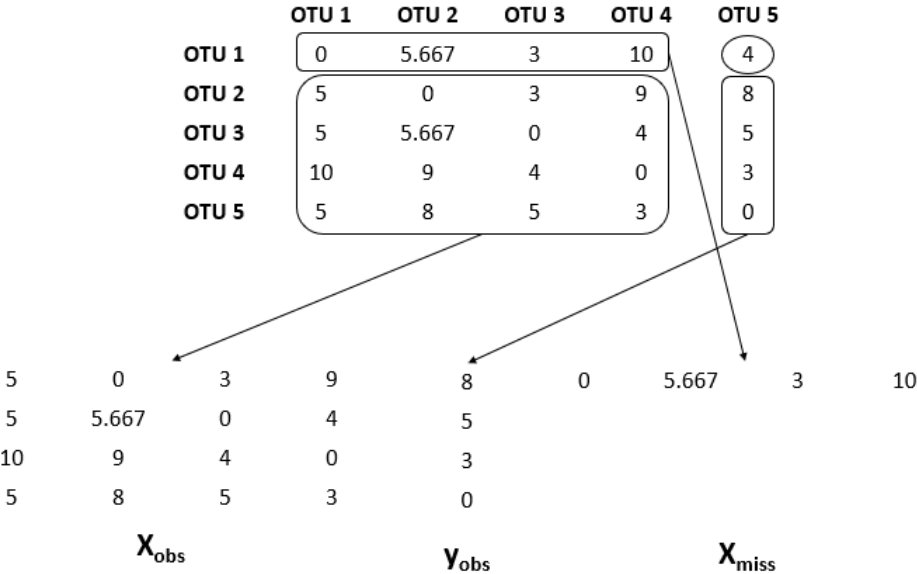 OTU 1 OTU 2 OTU 3 OTU 4 OTU 5
OTU 1 0 5.667 3 10 4
OTU 2 5 0 3 9 8
OTU 3 5 5.667 0 4 5
OTU 4 10 9 4 0 3
OTU 5 5 8 5 3 0
5 0 3 9 8 0 5.667 3 10
5 5.667 0 4 5
10 9 4 0 3
5 8 5 3 0
Xobs yobs Xmiss